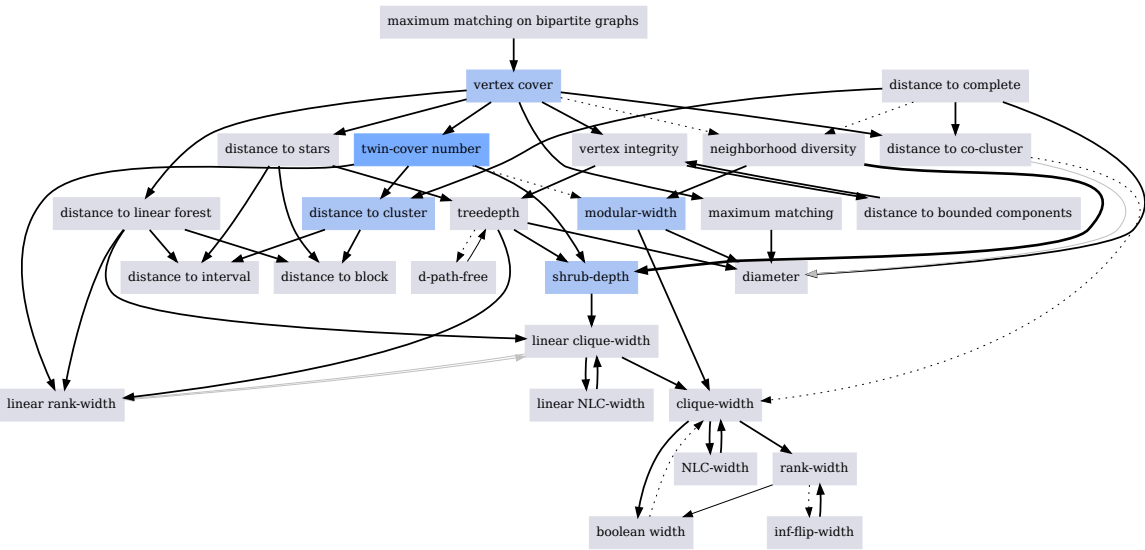 maximum matching on bipartite graphs
vertex cover
distance to complete
distance to stars
twin-cover number
vertex integrity
neighborhood diversity
distance to co-cluster
distance to linear forest
distance to cluster
treedepth
modular-width
maximum matching
distance to bounded components
distance to interval
distance to block
d-path-free
shrub-depth
diameter
linear clique-width
linear rank-width
linear NLC-width
clique-width
NLC-width
rank-width
boolean width
inf-flip-width